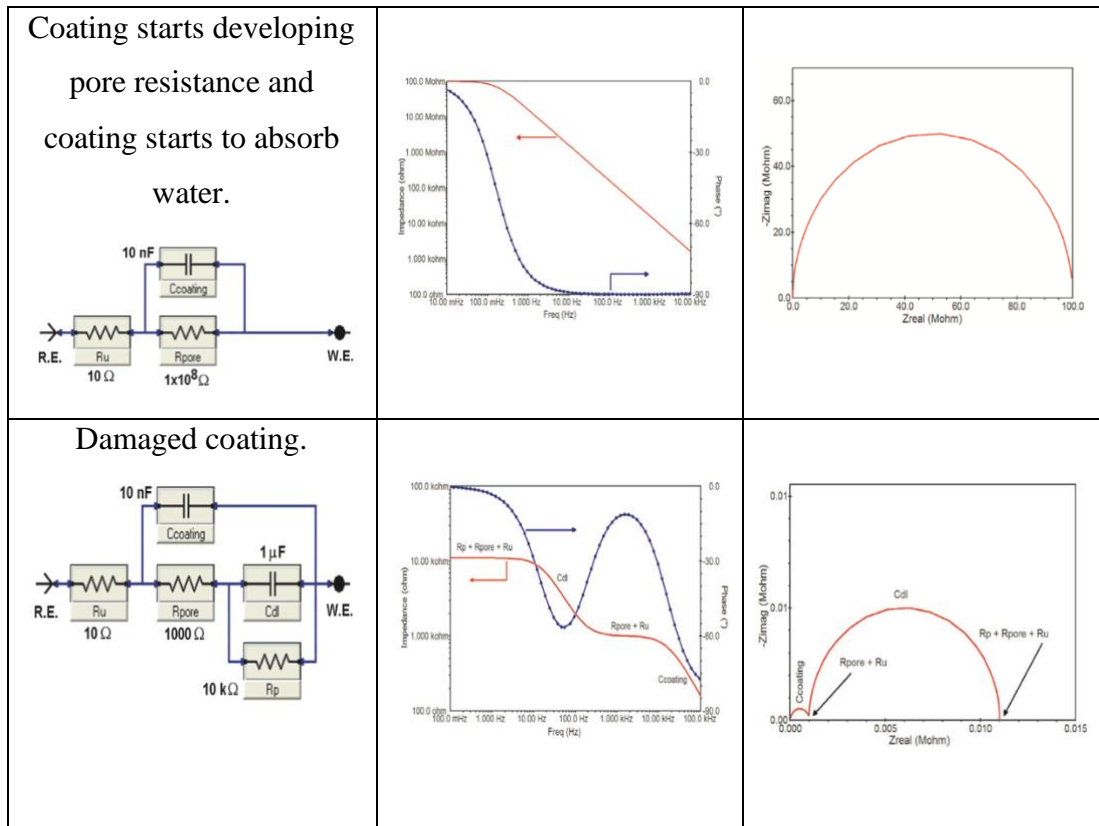 Coating starts developing
pore resistance and
coating starts to absorb
water.
10 nF
Ccoating
R.E.
Ru
Rpore
W.E.
10 Ω
1x10⁸Ω
100.0 Mohm
10.00 Mohm
1.000 Mohm
100.0 kohm
10.00 kohm
1.000 kohm
100.0 ohm
Impedance (ohm)
0.0
-30.0
-60.0
-90.0
Phase (°)
10.00 mHz
100.0 mHz
1.000 Hz
10.00 Hz
100.0 Hz
1.000 kHz
10.00 kHz
Freq (Hz)
60.0
40.0
20.0
0.0
-Zimag (Mohm)
0.0
20.0
40.0
60.0
80.0
100.0
Zreal (Mohm)
Damaged coating.
10 nF
Ccoating
1 µF
R.E.
Ru
Rpore
Cdl
W.E.
10 Ω
1000 Ω
10 kΩ
Rp
100.0 kohm
10.00 kohm
1.000 kohm
100.0 ohm
Impedance (ohm)
Rp + Rpore + Ru
Cdl
Rpore + Ru
Ccoating
0.0
-30.0
-60.0
-90.0
Phase (°)
100.0 mHz
1.000 Hz
10.00 Hz
100.0 Hz
1.000 kHz
10.00 kHz
100.0 kHz
Freq (Hz)
0.01
0.01
0.00
-Zimag (Mohm)
Cdl
Ccoating
Rpore + Ru
Rp + Rpore + Ru
0.000
0.005
0.010
0.015
Zreal (Mohm)